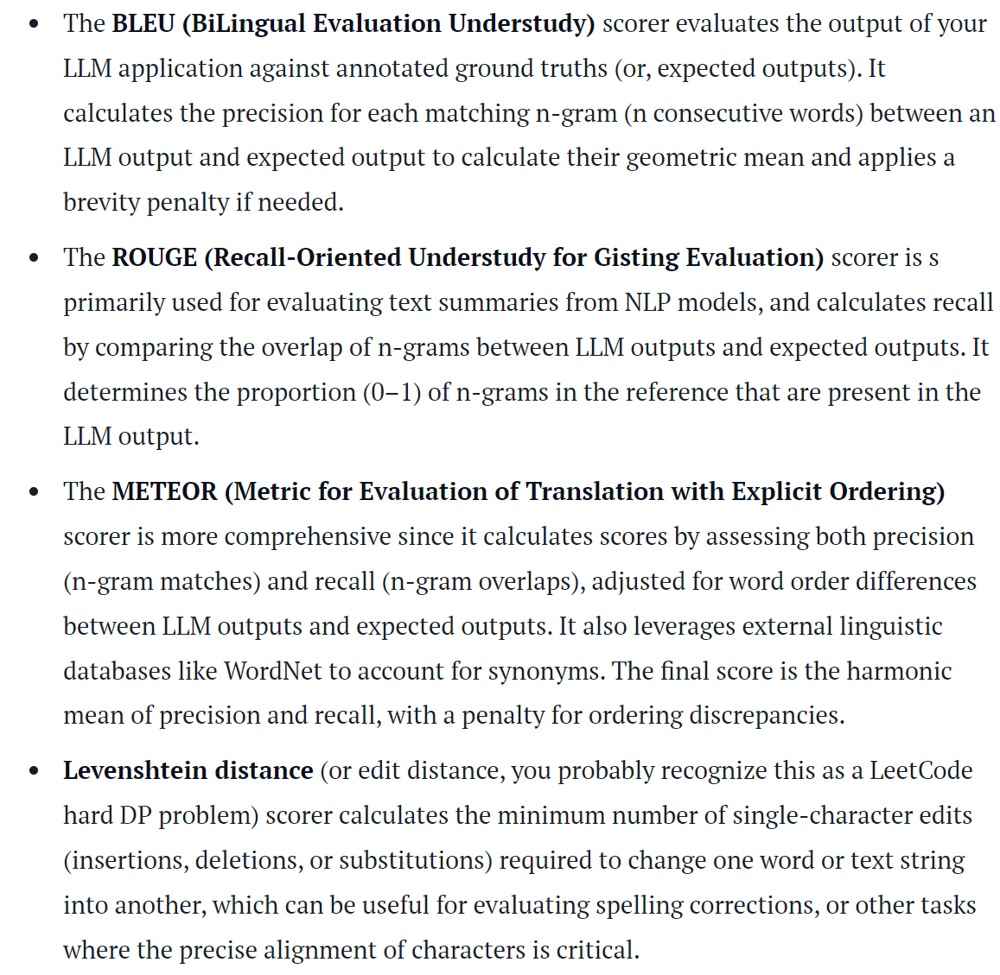 • The BLEU (BiLingual Evaluation Understudy) scorer evaluates the output of your
LLM application against annotated ground truths (or, expected outputs). It
calculates the precision for each matching n-gram (n consecutive words) between an
LLM output and expected output to calculate their geometric mean and applies a
brevity penalty if needed.
• The ROUGE (Recall-Oriented Understudy for Gisting Evaluation) scorer is s
primarily used for evaluating text summaries from NLP models, and calculates recall
by comparing the overlap of n-grams between LLM outputs and expected outputs. It
determines the proportion (0–1) of n-grams in the reference that are present in the
LLM output.
• The METEOR (Metric for Evaluation of Translation with Explicit Ordering)
scorer is more comprehensive since it calculates scores by assessing both precision
(n-gram matches) and recall (n-gram overlaps), adjusted for word order differences
between LLM outputs and expected outputs. It also leverages external linguistic
databases like WordNet to account for synonyms. The final score is the harmonic
mean of precision and recall, with a penalty for ordering discrepancies.
• Levenshtein distance (or edit distance, you probably recognize this as a LeetCode
hard DP problem) scorer calculates the minimum number of single-character edits
(insertions, deletions, or substitutions) required to change one word or text string
into another, which can be useful for evaluating spelling corrections, or other tasks
where the precise alignment of characters is critical.